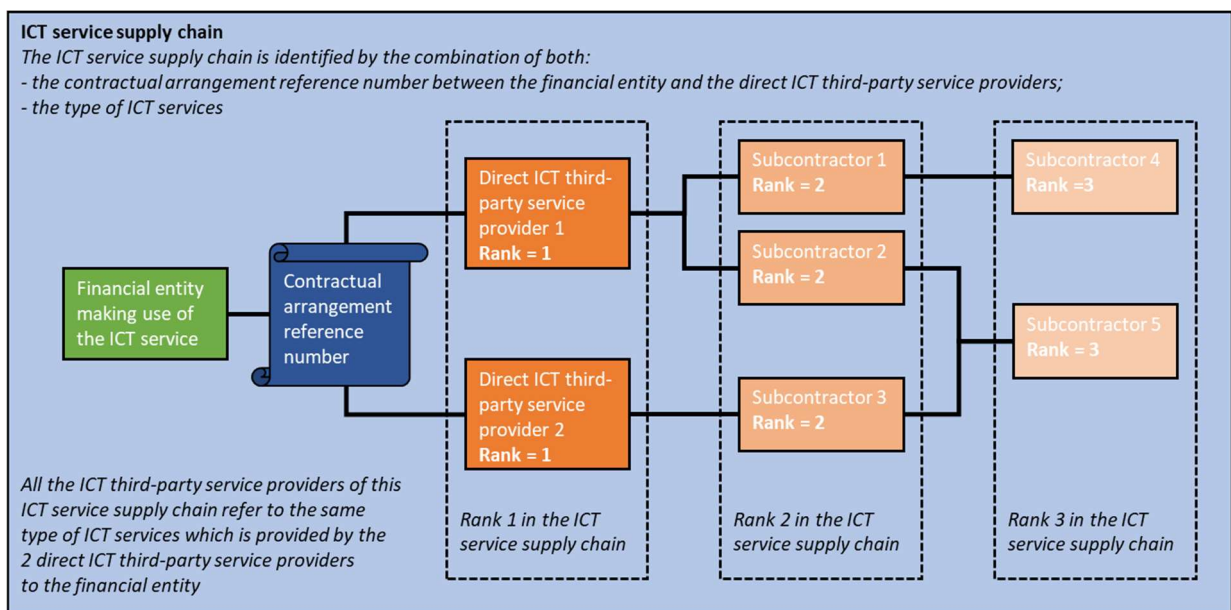 ICT service supply chain
The ICT service supply chain is identified by the combination of both:
- the contractual arrangement reference number between the financial entity and the direct ICT third-party service providers;
- the type of ICT services
Financial entity
making use of
the ICT service
Contractual
arrangement
reference
number
Direct ICT third-
party service
provider 1
Rank = 1
Direct ICT third-
party service
provider 2
Rank = 1
Rank 1 in the ICT
service supply chain
Subcontractor 1
Rank = 2
Subcontractor 2
Rank = 2
Subcontractor 3
Rank = 2
Rank 2 in the ICT
service supply chain
Subcontractor 4
Rank =3
Subcontractor 5
Rank = 3
Rank 3 in the ICT
service supply chain
All the ICT third-party service providers of this
ICT service supply chain refer to the same
type of ICT services which is provided by the
2 direct ICT third-party service providers
to the financial entity